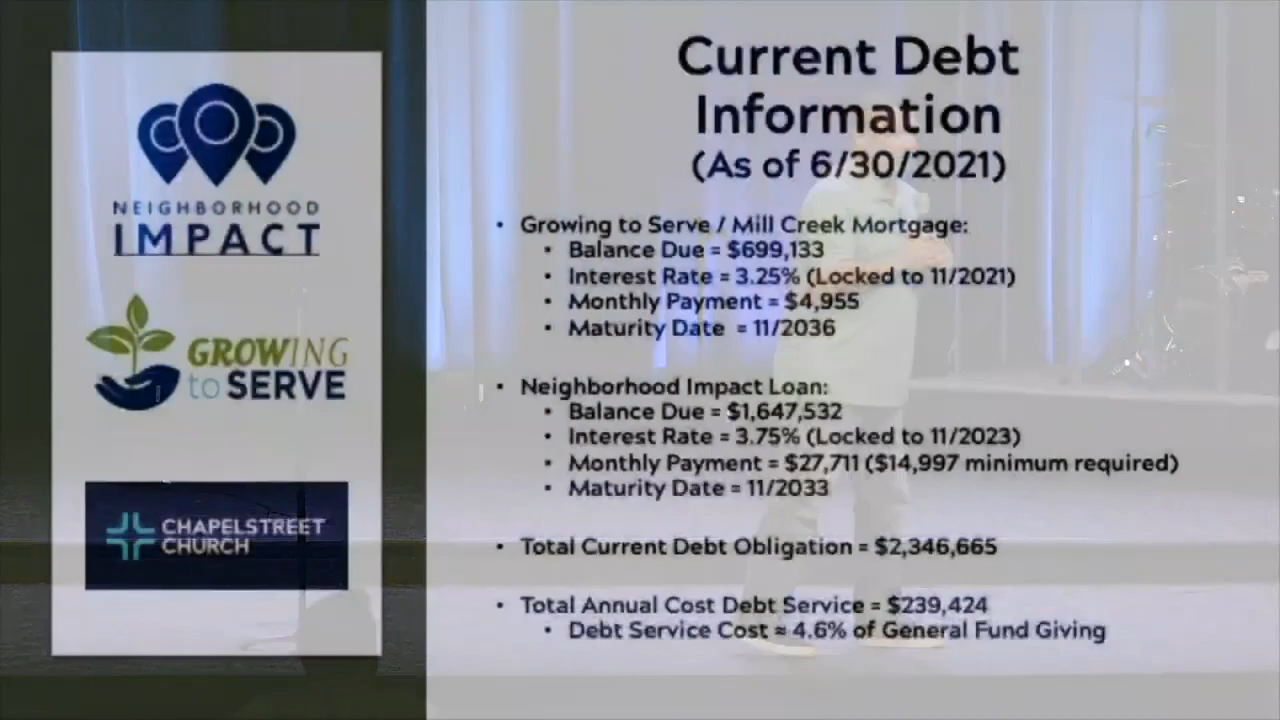 NEIGHBORHOOD
IMPACT
GROWING
to SERVE
CHAPELSTREET
CHURCH
Current Debt
Information
(As of 6/30/2021)
• Growing to Serve / Mill Creek Mortgage:
• Balance Due = $699,133
• Interest Rate = 3.25% (Locked to 11/2021)
• Monthly Payment = $4,955
• Maturity Date = 11/2036
• Neighborhood Impact Loan:
• Balance Due = $1,647,532
• Interest Rate = 3.75% (Locked to 11/2023)
• Monthly Payment = $27,711 ($14,997 minimum required)
• Maturity Date = 11/2033
• Total Current Debt Obligation = $2,346,665
• Total Annual Cost Debt Service = $239,424
• Debt Service Cost ≈ 4.6% of General Fund Giving